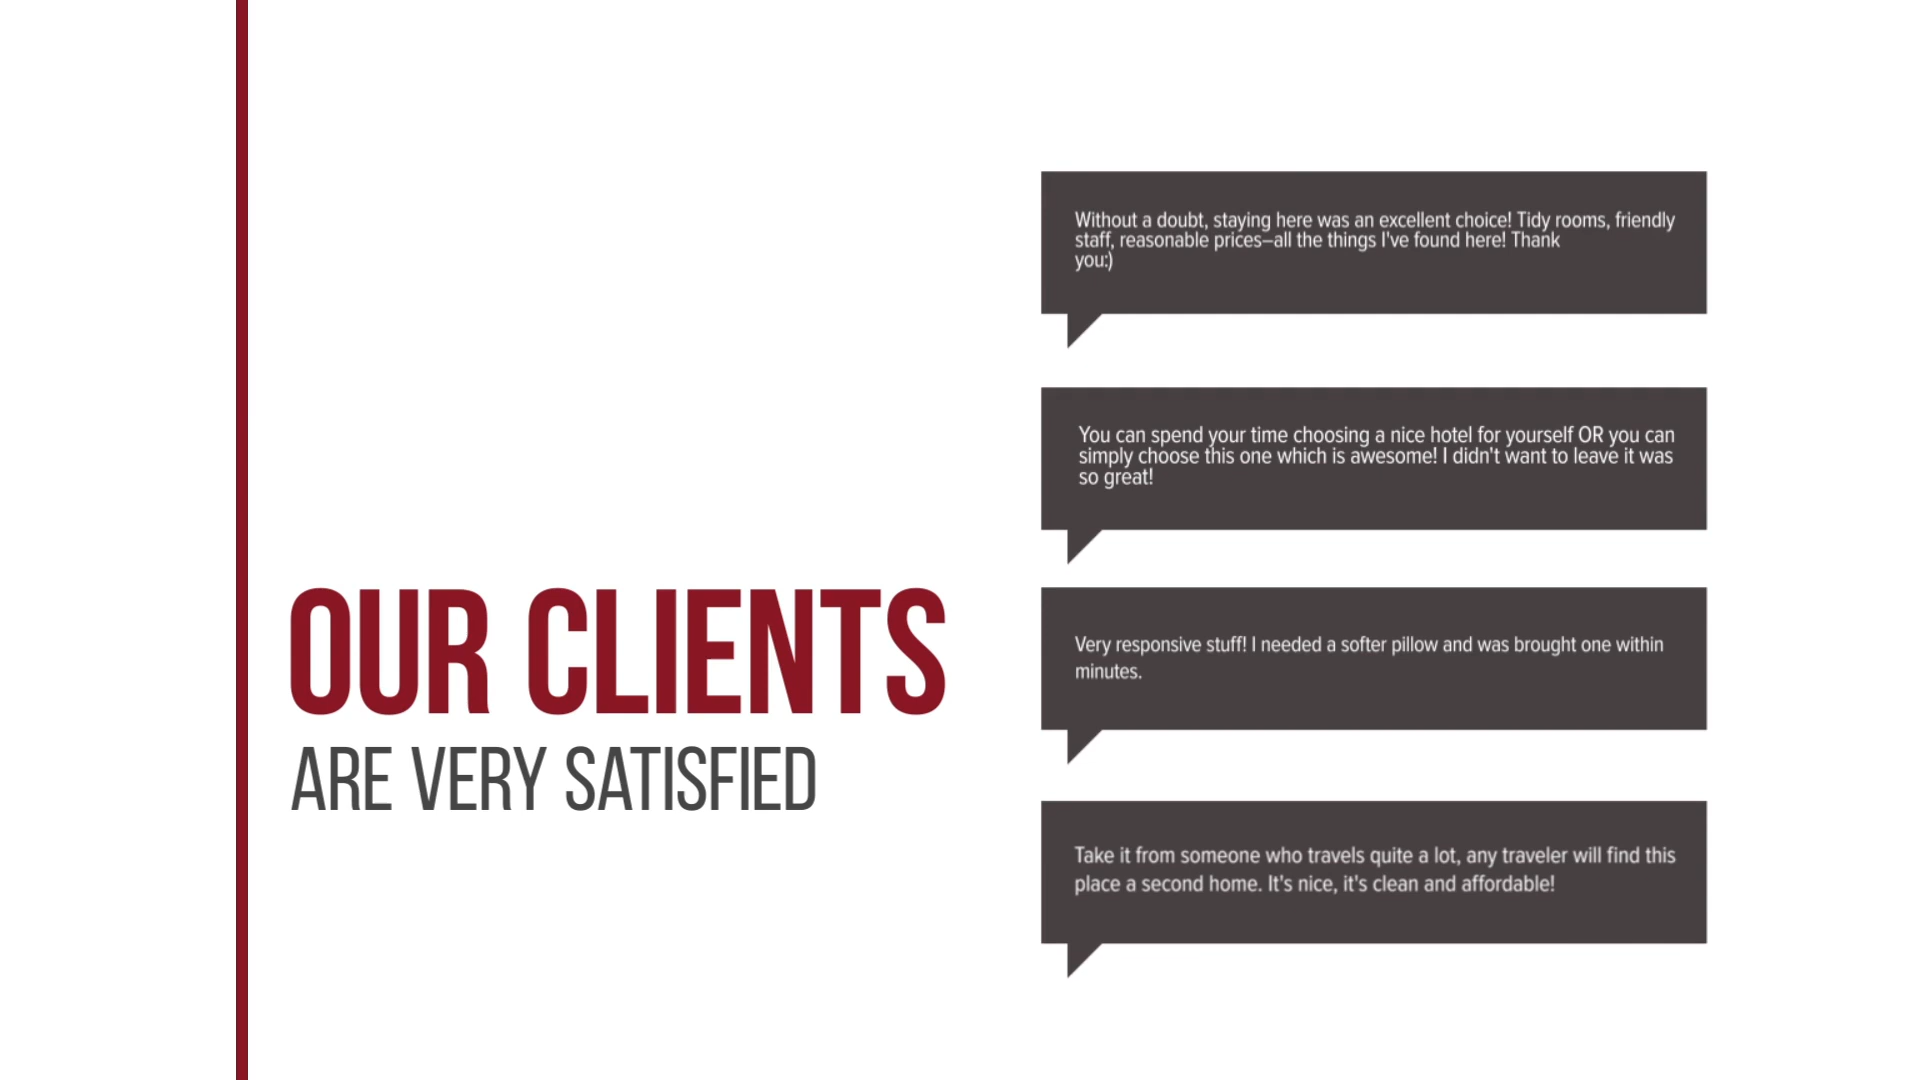 OUR CLIENTS
ARE VERY SATISFIED
Without a doubt, staying here was an excellent choice! Tidy rooms, friendly
staff, reasonable prices–all the things I've found here! Thank
you:)
You can spend your time choosing a nice hotel for yourself OR you can
simply choose this one which is awesome! I didn't want to leave it was
so great!
Very responsive stuff! I needed a softer pillow and was brought one within
minutes.
Take it from someone who travels quite a lot, any traveler will find this
place a second home. It's nice, it's clean and affordable!